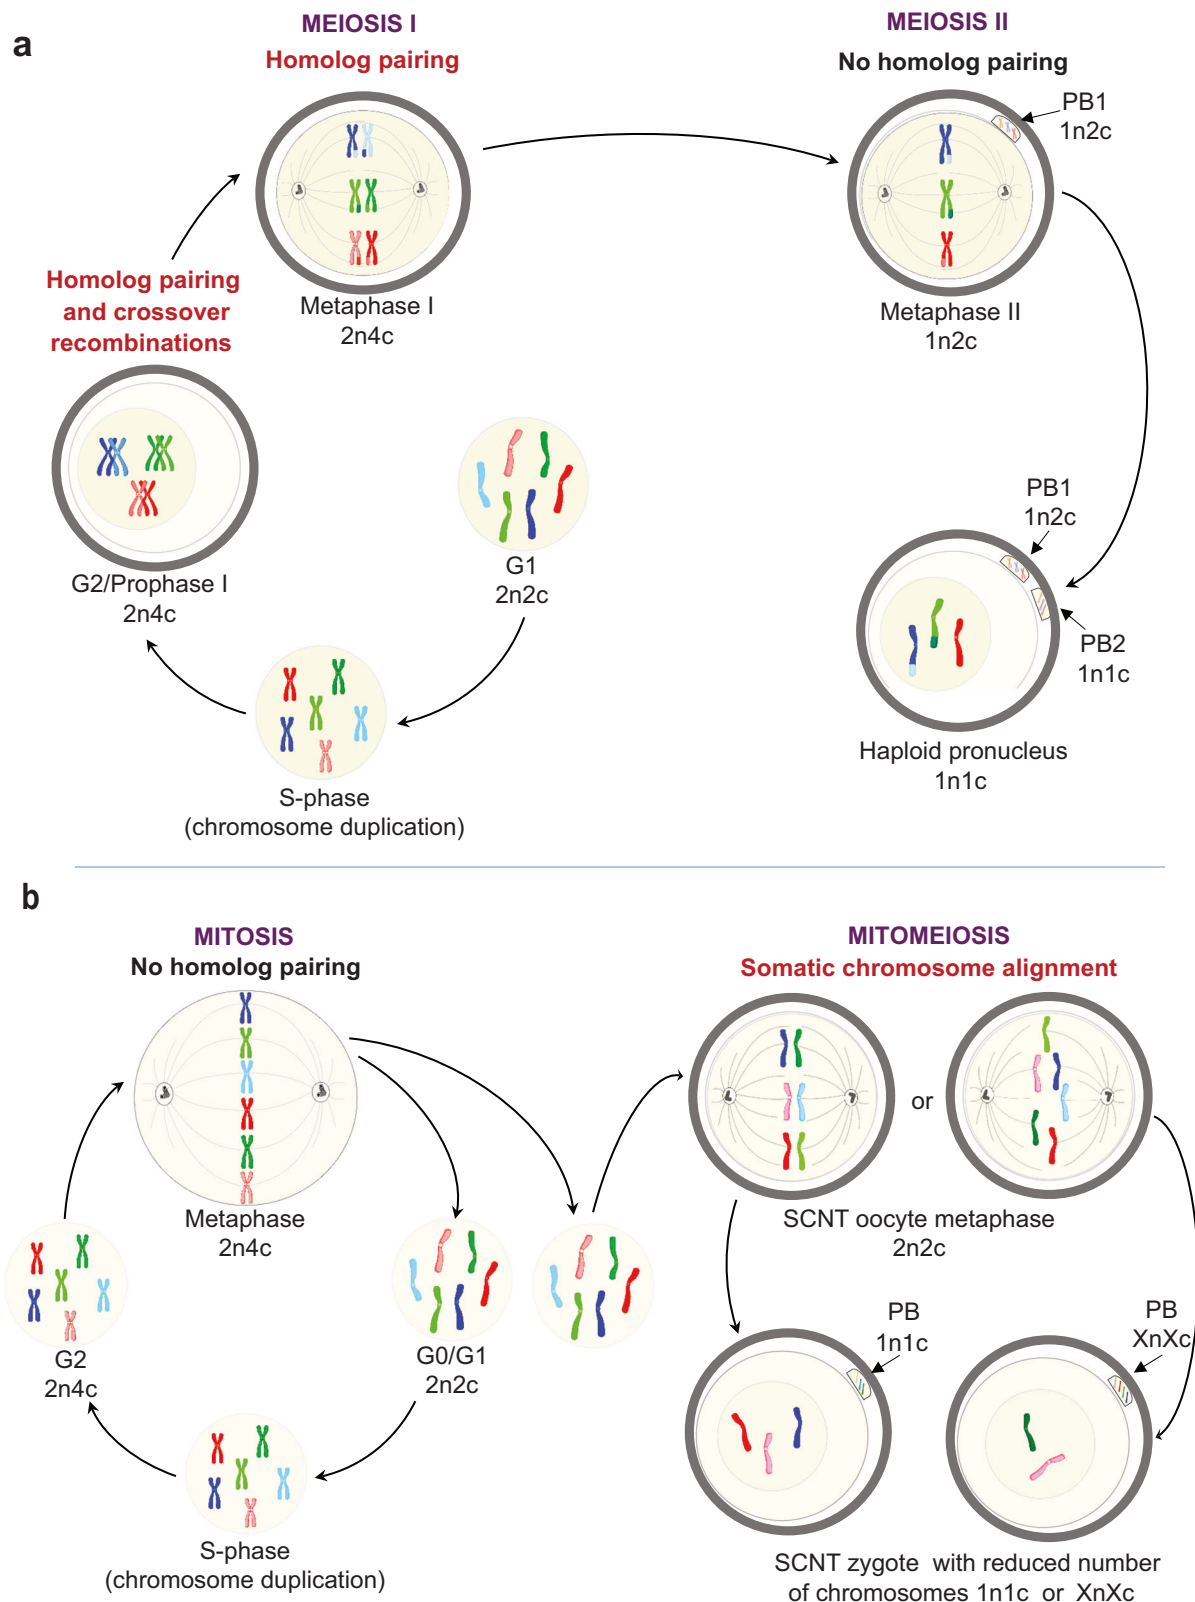 a
MEIOSIS I
Homolog pairing
MEIOSIS II
No homolog pairing
PB1
1n2c
Metaphase I
2n4c
Metaphase II
1n2c
Homolog pairing
and crossover
recombinations
G2/Prophase I
2n4c
G1
2n2c
S-phase
(chromosome duplication)
PB1
1n2c
PB2
1n1c
Haploid pronucleus
1n1c
b
MITOSIS
No homolog pairing
MITOMEIOSIS
Somatic chromosome alignment
Metaphase
2n4c
or
SCNT oocyte metaphase
2n2c
G2
2n4c
G0/G1
2n2c
S-phase
(chromosome duplication)
PB
1n1c
PB
XnXc
SCNT zygote with reduced number
of chromosomes 1n1c or XnXc